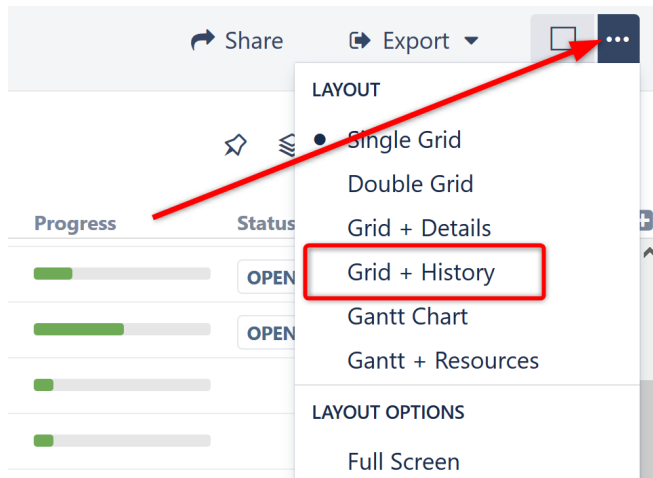 Share Export
LAYOUT
Single Grid
Double Grid
Progress Status Grid + Details
OPEN Grid + History
OPEN Gantt Chart
Gantt + Resources
LAYOUT OPTIONS
Full Screen